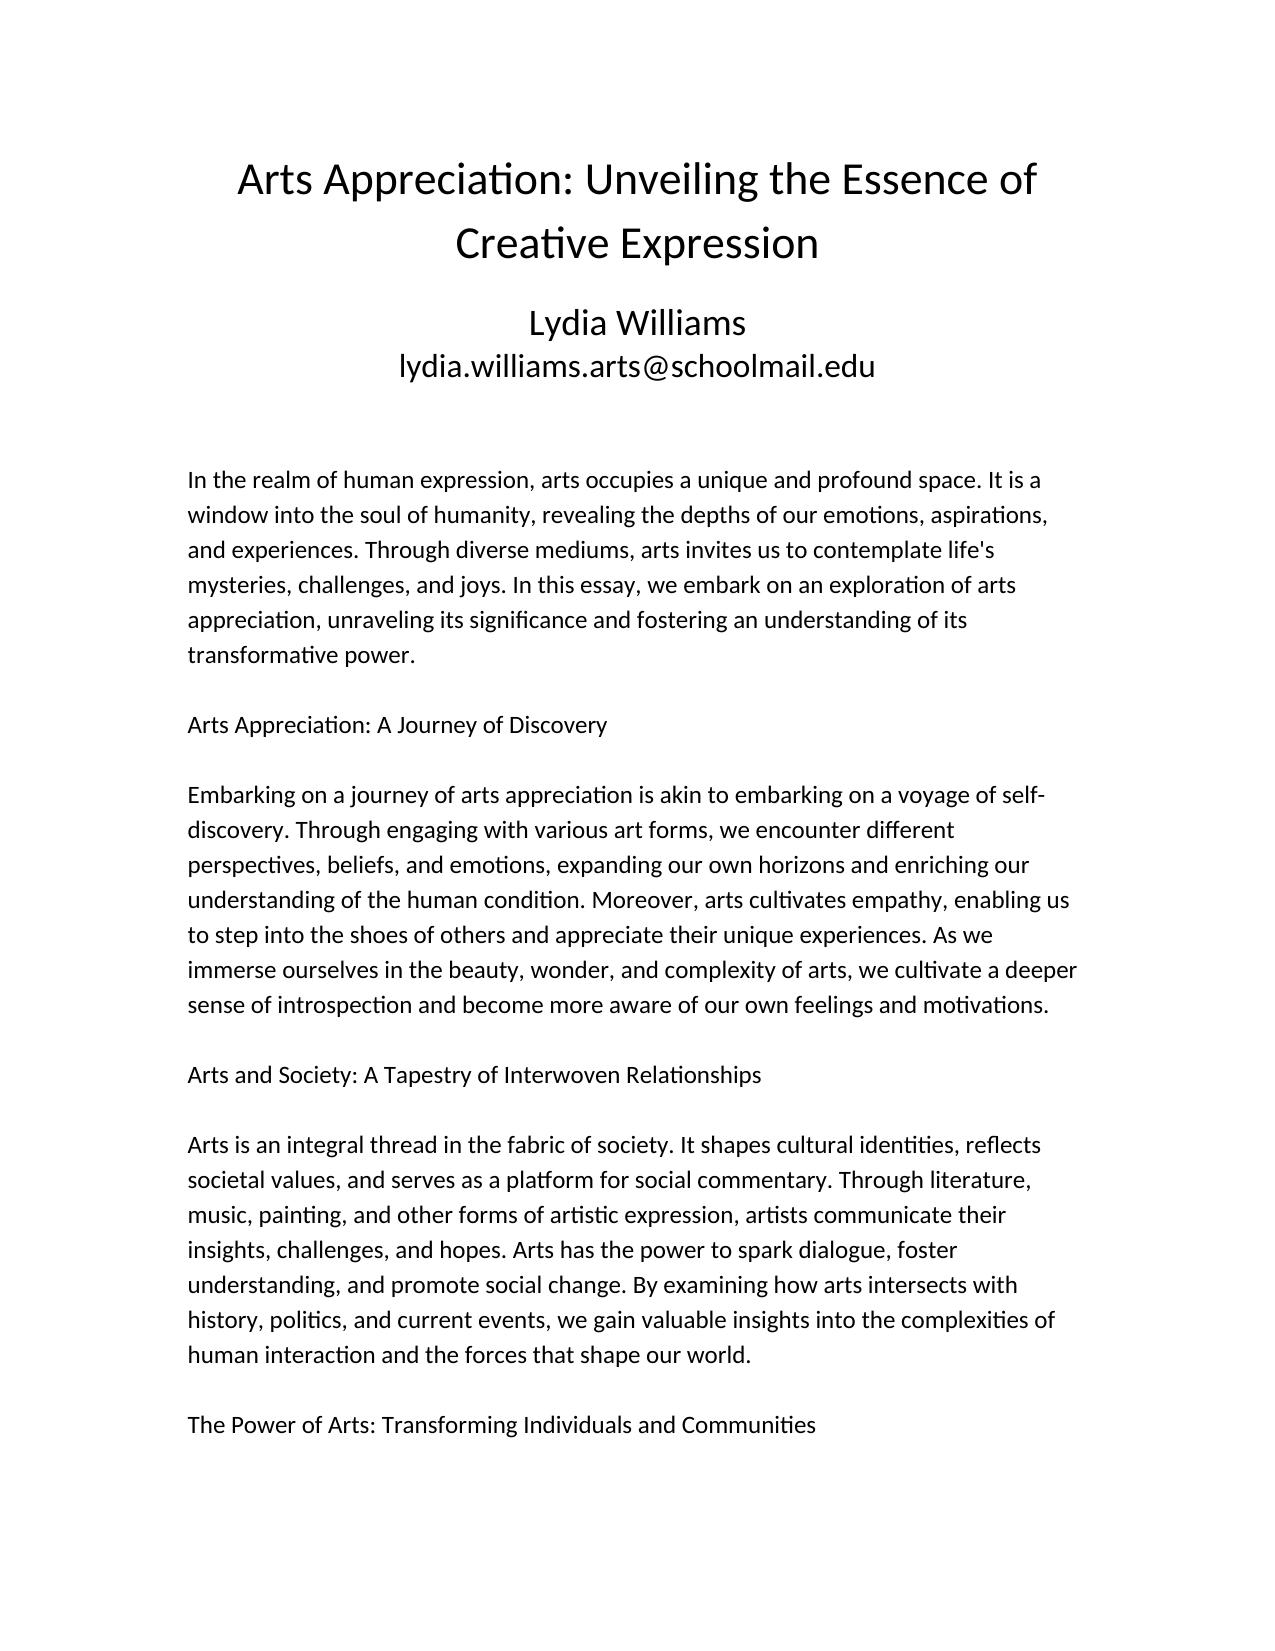 Arts Appreciation: Unveiling the Essence of
Creative Expression
Lydia Williams
lydia.williams.arts@schoolmail.edu
In the realm of human expression, arts occupies a unique and profound space. It is a
window into the soul of humanity, revealing the depths of our emotions, aspirations,
and experiences. Through diverse mediums, arts invites us to contemplate life's
mysteries, challenges, and joys. In this essay, we embark on an exploration of arts
appreciation, unraveling its significance and fostering an understanding of its
transformative power.
Arts Appreciation: A Journey of Discovery
Embarking on a journey of arts appreciation is akin to embarking on a voyage of self-
discovery. Through engaging with various art forms, we encounter different
perspectives, beliefs, and emotions, expanding our own horizons and enriching our
understanding of the human condition. Moreover, arts cultivates empathy, enabling us
to step into the shoes of others and appreciate their unique experiences. As we
immerse ourselves in the beauty, wonder, and complexity of arts, we cultivate a deeper
sense of introspection and become more aware of our own feelings and motivations.
Arts and Society: A Tapestry of Interwoven Relationships
Arts is an integral thread in the fabric of society. It shapes cultural identities, reflects
societal values, and serves as a platform for social commentary. Through literature,
music, painting, and other forms of artistic expression, artists communicate their
insights, challenges, and hopes. Arts has the power to spark dialogue, foster
understanding, and promote social change. By examining how arts intersects with
history, politics, and current events, we gain valuable insights into the complexities of
human interaction and the forces that shape our world.
The Power of Arts: Transforming Individuals and Communities